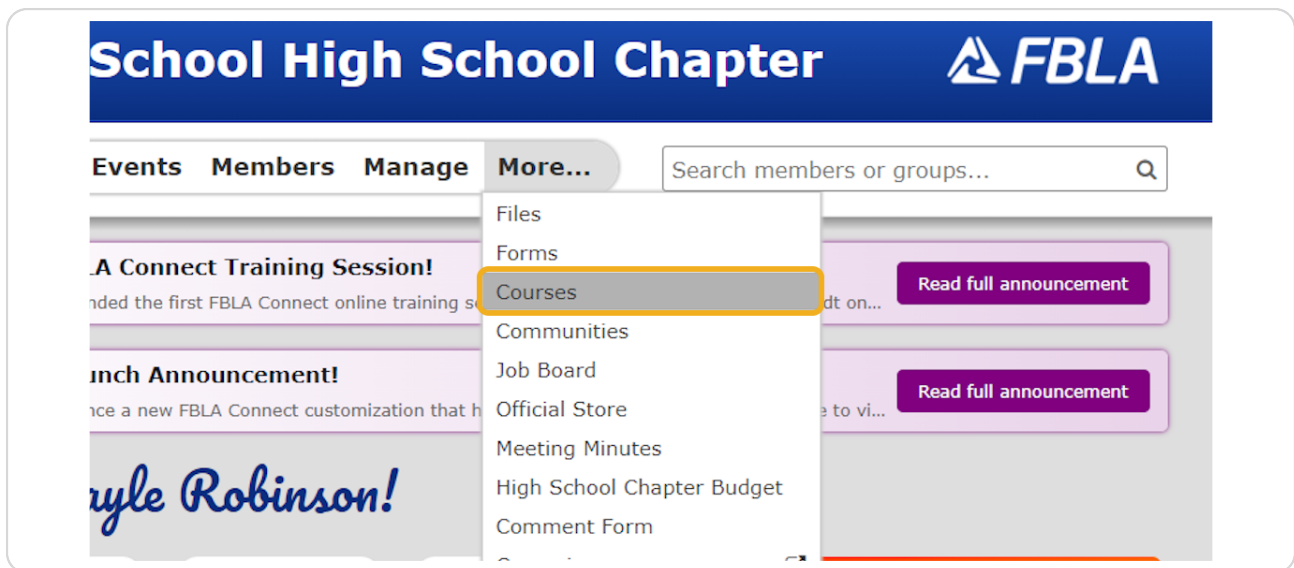 School High School Chapter
FBLA
Events Members Manage More...
Search members or groups...
Files
Forms
Courses
Communities
Job Board
Official Store
Meeting Minutes
High School Chapter Budget
Comment Form
A Connect Training Session!
nded the first FBLA Connect online training s
dt on...
Read full announcement
Announcement!
nce a new FBLA Connect customization that h
e to vi...
Read full announcement
ayle Robinson!